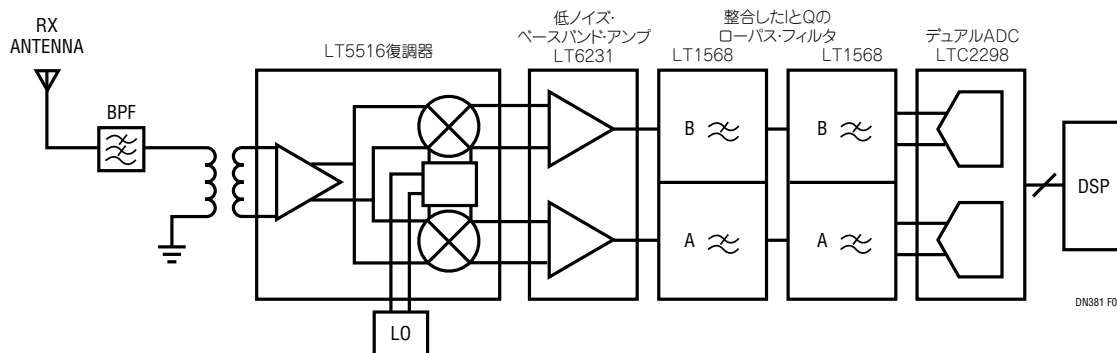 RX
ANTENNA
BPF
LT5516復調器
LO
低ノイズ・
ベースバンド・アンプ
LT6231
整合したIとQの
ローパス・フィルタ
LT1568
LT1568
B
B
A
A
デュアルADC
LTC2298
DSP
DN381 F0